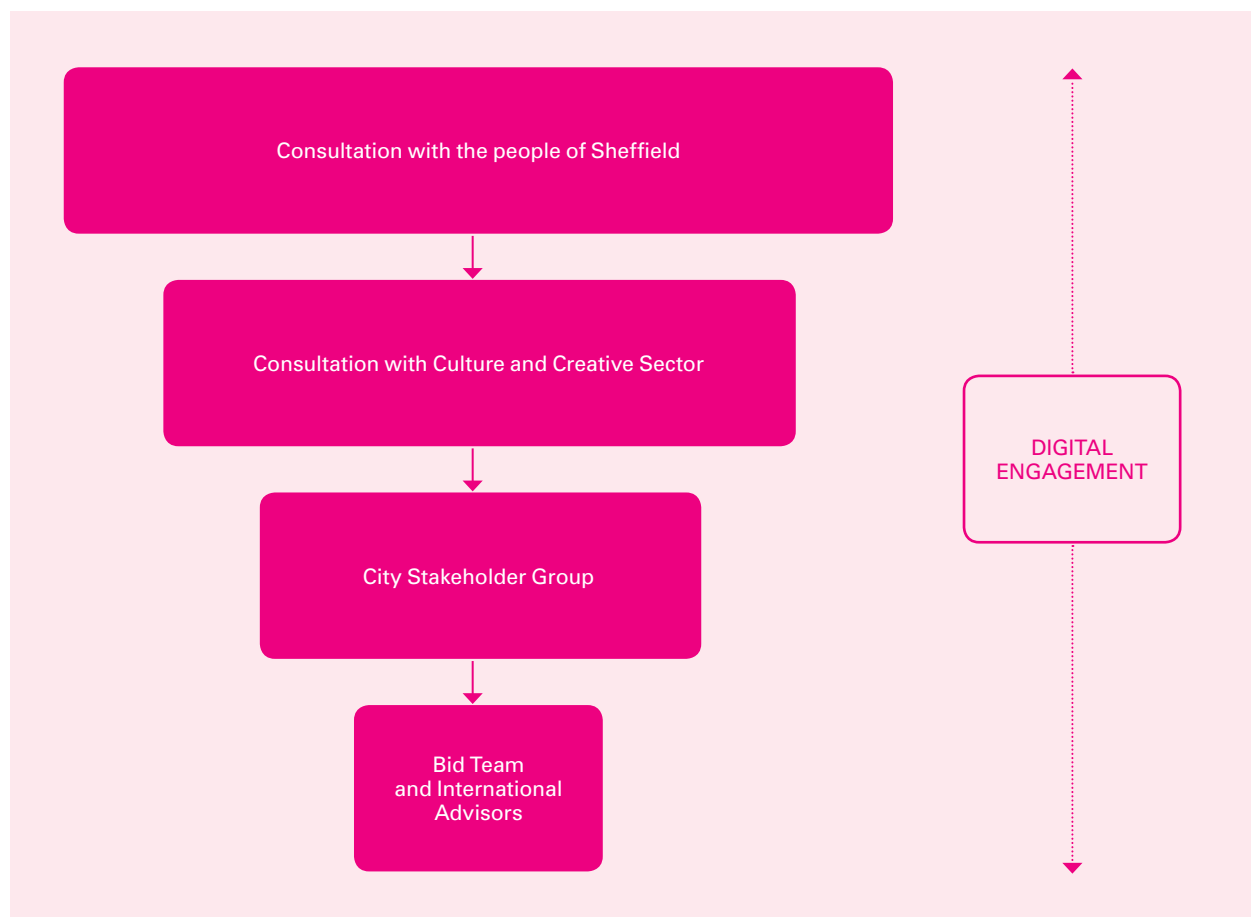 Consultation with the people of Sheffield
Consultation with Culture and Creative Sector
DIGITAL
ENGAGEMENT
City Stakeholder Group
Bid Team
and International
Advisors